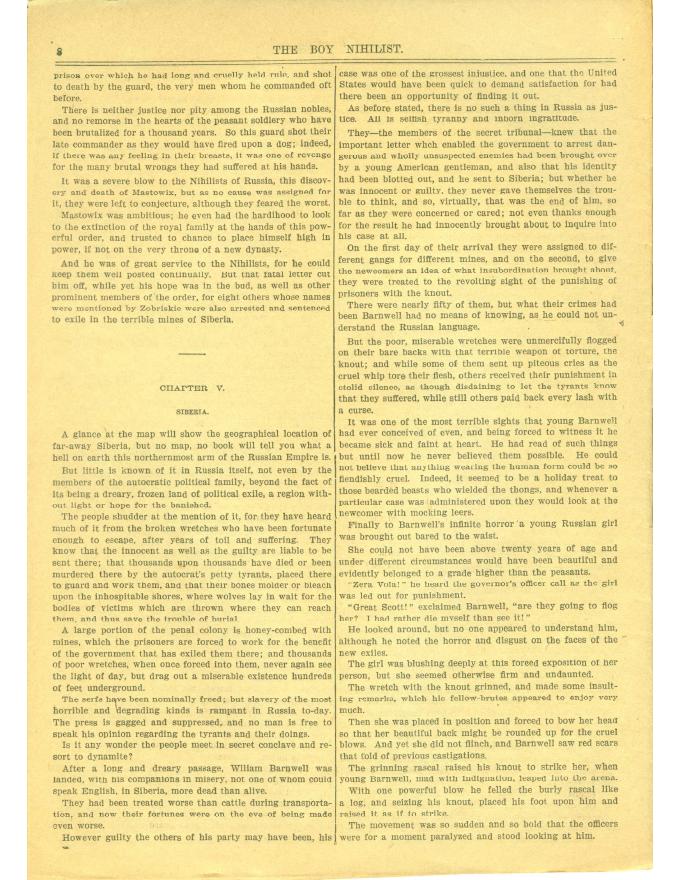 8
THE BOY NIHILIST.
prison over which he had long and cruelly held rule, and shot
to death by the guard, the very men whom he commanded oft
before.
There is neither justice nor pity among the Russian nobles,
and no remorse in the hearts of the peasant soldiery who have
been brutalized for a thousand years. So this guard shot their
late commander as they would have fired upon a dog; indeed,
if there was any feeling in their breasts, it was one of revenge
for the many brutal wrongs they had suffered at his hands.
It was a severe blow to the Nihilists of Russia, this discov-
ery and death of Mastowix, but as no cause was assigned for
it, they were left to conjecture, although they feared the worst.
Mastowix was ambitious; he even had the hardihood to look
to the extinction of the royal family at the hands of this pow-
erful order, and trusted to chance to place himself high in
power, if not on the very throne of a new dynasty.
And he was of great service to the Nihilists, for he could
keep them well posted continually. But that fatal letter cut
him off, while yet his hope was in the bud, as well as other
prominent members of the order, for eight others whose names
were mentioned by Zobriskie were also arrested and sentenced
to exile in the terrible mines of Siberia.
CHAPTER V.
SIBERIA.
A glance at the map will show the geographical location of
far-away Siberia, but no map, no book will tell you what a
hell on earth this northernmost arm of the Russian Empire is.
But little is known of it in Russia itself, not even by the
members of the autocratic political family, beyond the fact of
its being a dreary, frozen land of political exile, a region with-
out light or hope for the banished.
The people shudder at the mention of it, for they have heard
much of it from the broken wretches who have been fortunate
enough to escape, after years of toil and suffering. They
know that the innocent as well as the guilty are liable to be
sent there; that thousands upon thousands have died or been
murdered there by the autocrat's petty tyrants, placed there
to guard and work them, and that their bones molder or bleach
upon the inhospitable shores, where wolves lay in wait for the
bodies of victims which are thrown where they can reach
them, and thus save the trouble of burial.
A large portion of the penal colony is honey-combed with
mines, which the prisoners are forced to work for the benefit
of the government that has exiled them there; and thousands
of poor wretches, when once forced into them, never again see
the light of day, but drag out a miserable existence hundreds
of feet underground.
The serfs have been nominally freed; but slavery of the most
horrible and degrading kinds is rampant in Russia to-day.
The press is gagged and suppressed, and no man is free to
speak his opinion regarding the tyrants and their doings.
Is it any wonder the people meet in secret conclave and re-
sort to dynamite?
After a long and dreary passage, William Barnwell was
landed, with his companions in misery, not one of whom could
speak English, in Siberia, more dead than alive.
They had been treated worse than cattle during transporta-
tion, and now their fortunes were on the eve of being made
even worse.
However guilty the others of his party may have been, his
case was one of the grossest injustice, and one that the United
States would have been quick to demand satisfaction for had
there been an opportunity of finding it out.
As before stated, there is no such a thing in Russia as jus-
tice. All is selfish tyranny and inborn ingratitude.
They—the members of the secret tribunal—knew that the
important letter whch enabled the government to arrest dan-
gerous and wholly unsuspected enemies had been brought over
by a young American gentleman, and also that his identity
had been blotted out, and he sent to Siberia; but whether he
was innocent or guilty, they never gave themselves the trou-
ble to think, and so, virtually, that was the end of him, so
far as they were concerned or cared; not even thanks enough
for the result he had innocently brought about to inquire into
his case at all.
On the first day of their arrival they were assigned to dif-
ferent gangs for different mines, and on the second, to give
the newcomers an idea of what insubordination brought about,
they were treated to the revolting sight of the punishing of
prisoners with the knout.
There were nearly fifty of them, but what their crimes had
been Barnwell had no means of knowing, as he could not un-
derstand the Russian language.
But the poor, miserable wretches were unmercifully flogged
on their bare backs with that terrible weapon of torture, the
knout; and while some of them sent up piteous cries as the
cruel whip tore their flesh, others received their punishment in
stolid silence, as though disdaining to let the tyrants know
that they suffered, while still others paid back every lash with
a curse.
It was one of the most terrible sights that young Barnwell
had ever conceived of even, and being forced to witness it he
became sick and faint at heart. He had read of such things
but until now he never believed them possible. He could
not believe that anything wearing the human form could be so
fiendishly cruel. Indeed, it seemed to be a holiday treat to
those bearded beasts who wielded the thongs, and whenever a
particular case was administered upon they would look at the
newcomer with mocking leers.
Finally to Barnwell's infinite horror a young Russian girl
was brought out bared to the waist.
She could not have been above twenty years of age and
under different circumstances would have been beautiful and
evidently belonged to a grade higher than the peasants.
"Zora Vola!" he heard the governor's officer call as the girl
was led out for punishment.
"Great Scott!" exclaimed Barnwell, "are they going to flog
her? I had rather die myself than see it!"
He looked around, but no one appeared to understand him,
although he noted the horror and disgust on the faces of the
new exiles.
The girl was blushing deeply at this forced exposition of her
person, but she seemed otherwise firm and undaunted.
The wretch with the knout grinned, and made some insult-
ing remarks, which his fellow-brutes appeared to enjoy very
much.
Then she was placed in position and forced to bow her head
so that her beautiful back might be rounded up for the cruel
blows. And yet she did not flinch, and Barnwell saw red scars
that told of previous castigations.
The grinning rascal raised his knout to strike her, when
young Barnwell, mad with indignation, leaped into the arena.
With one powerful blow he felled the burly rascal like
a log, and seizing his knout, placed his foot upon him and
raised it as if to strike.
The movement was so sudden and so bold that the officers
were for a moment paralyzed and stood looking at him.